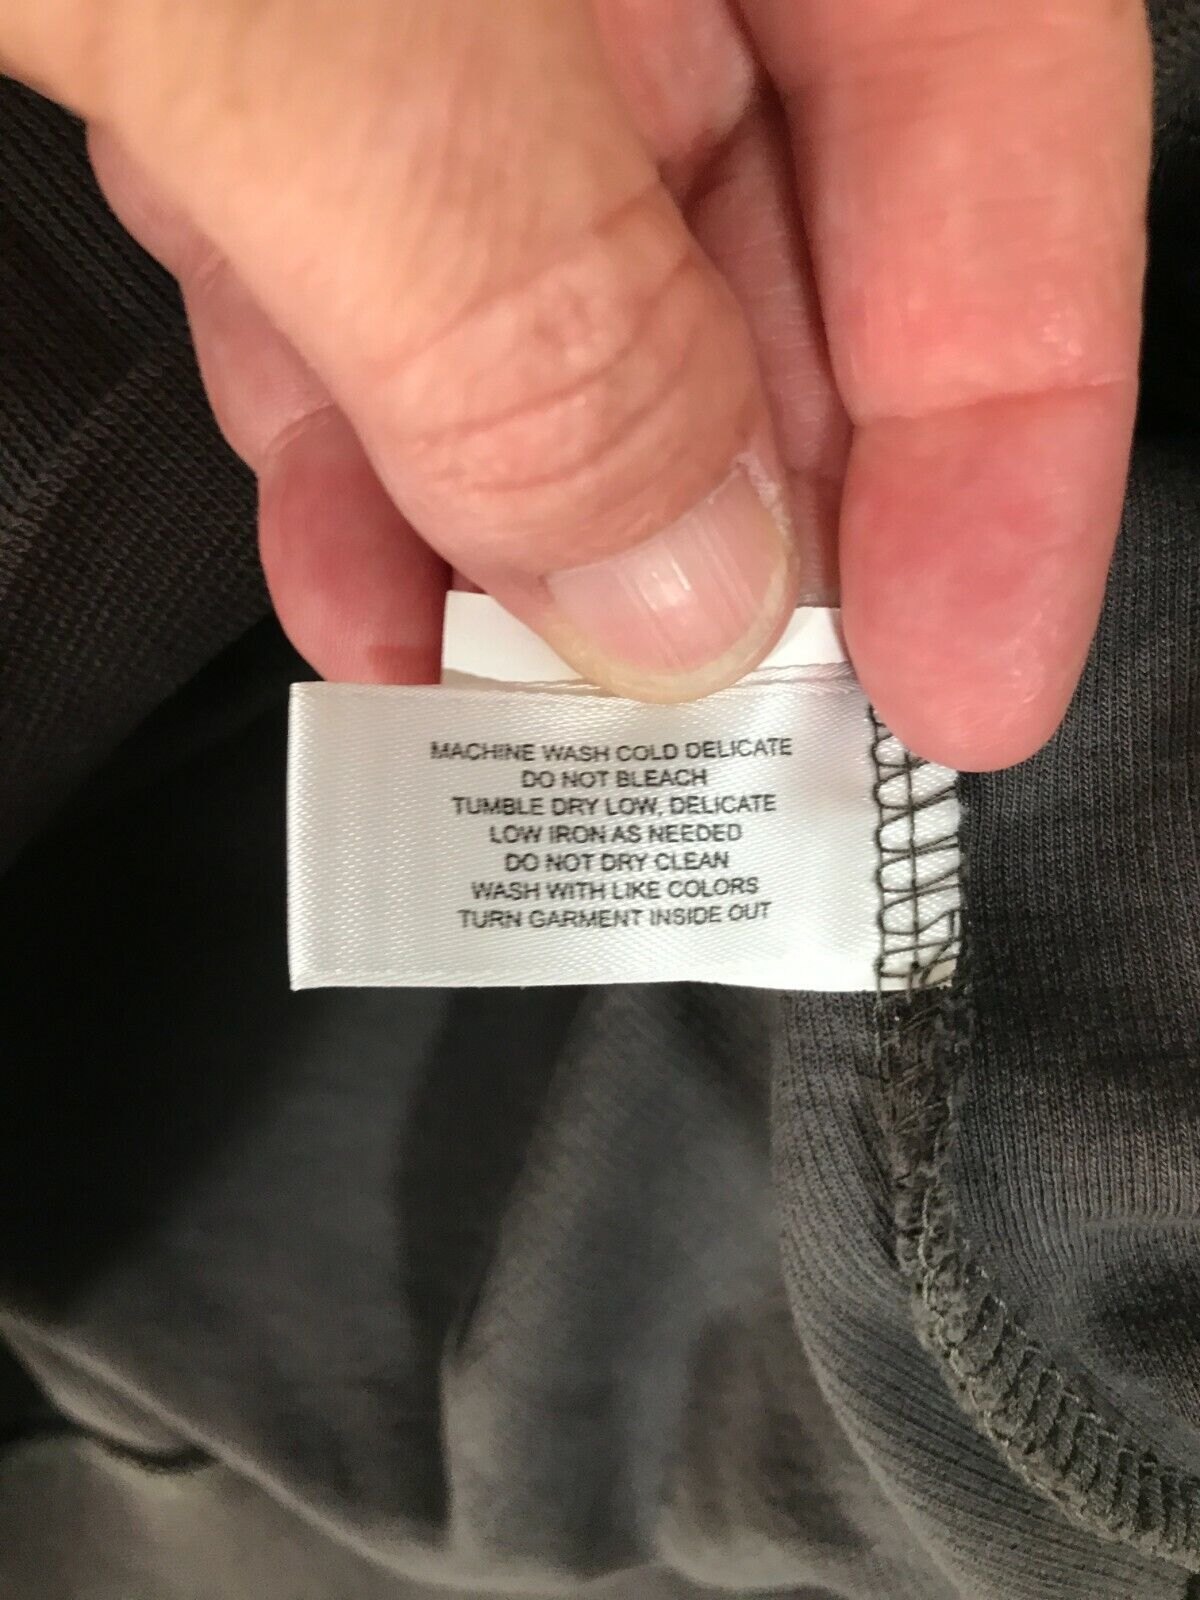 MACHINE WASH COLD DELICATE
DO NOT BLEACH
TUMBLE DRY LOW, DELICATE
LOW IRON AS NEEDED
DO NOT DRY CLEAN
WASH WITH LIKE COLORS
TURN GARMENT INSIDE OUT